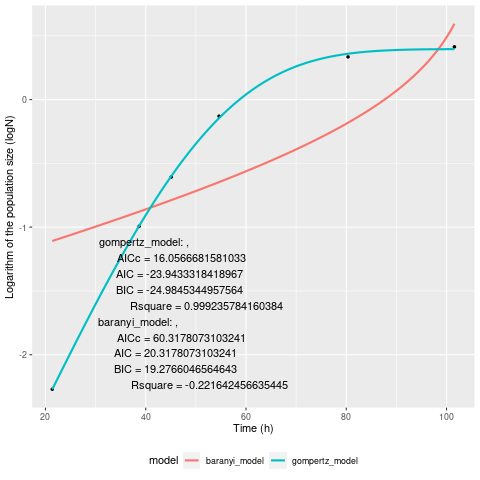 Logarithm of the population size (logN)
0
-1
-2
gompertz_model: ,
AICc = 16.0566681581033
AIC = -23.9433318418967
BIC = -24.9845344957564
Rsquare = 0.999235784160384
baranyi_model: ,
AICc = 60.3178073103241
AIC = 20.3178073103241
BIC = 19.2766046564643
Rsquare = -0.221642456635445
20 40 60 80 100
Time (h)
model baranyi_model gompertz_model